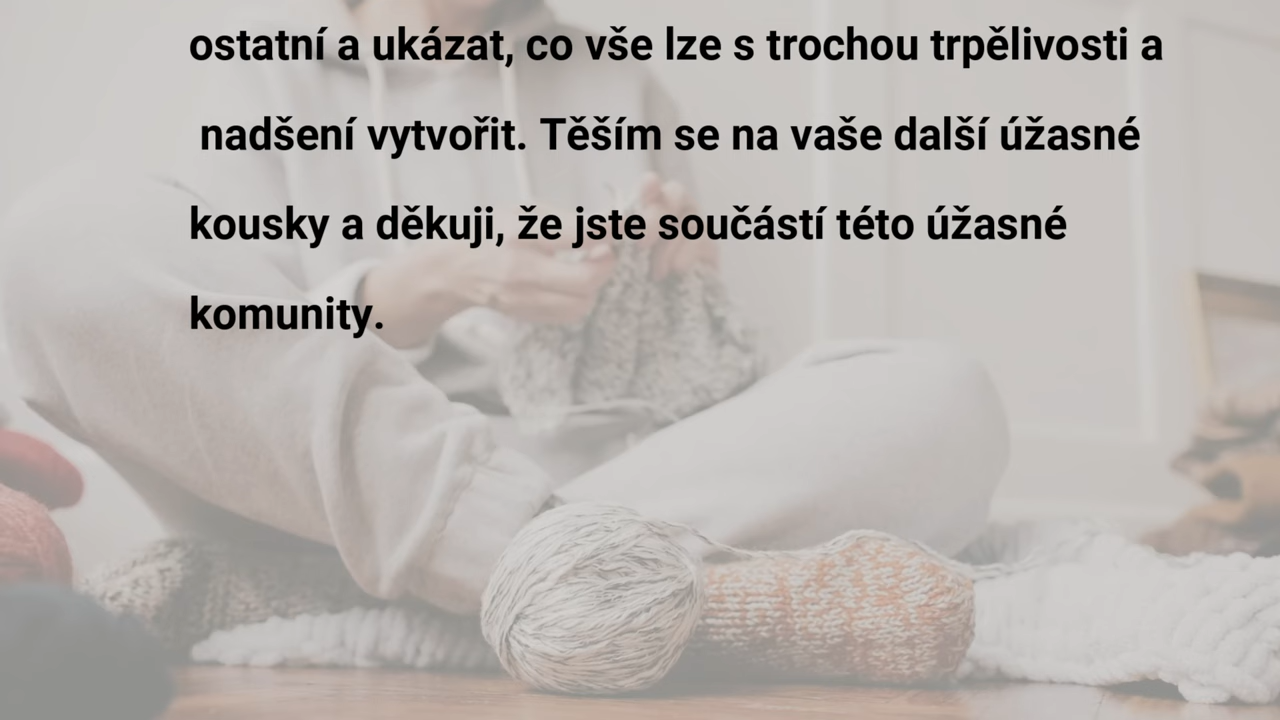 ostatní a ukázat, co vše lze s trochou trpělivosti a
nadšení vytvořit. Těším se na vaše další úžasné
kousky a děkuji, že jste součástí této úžasné
komunity.